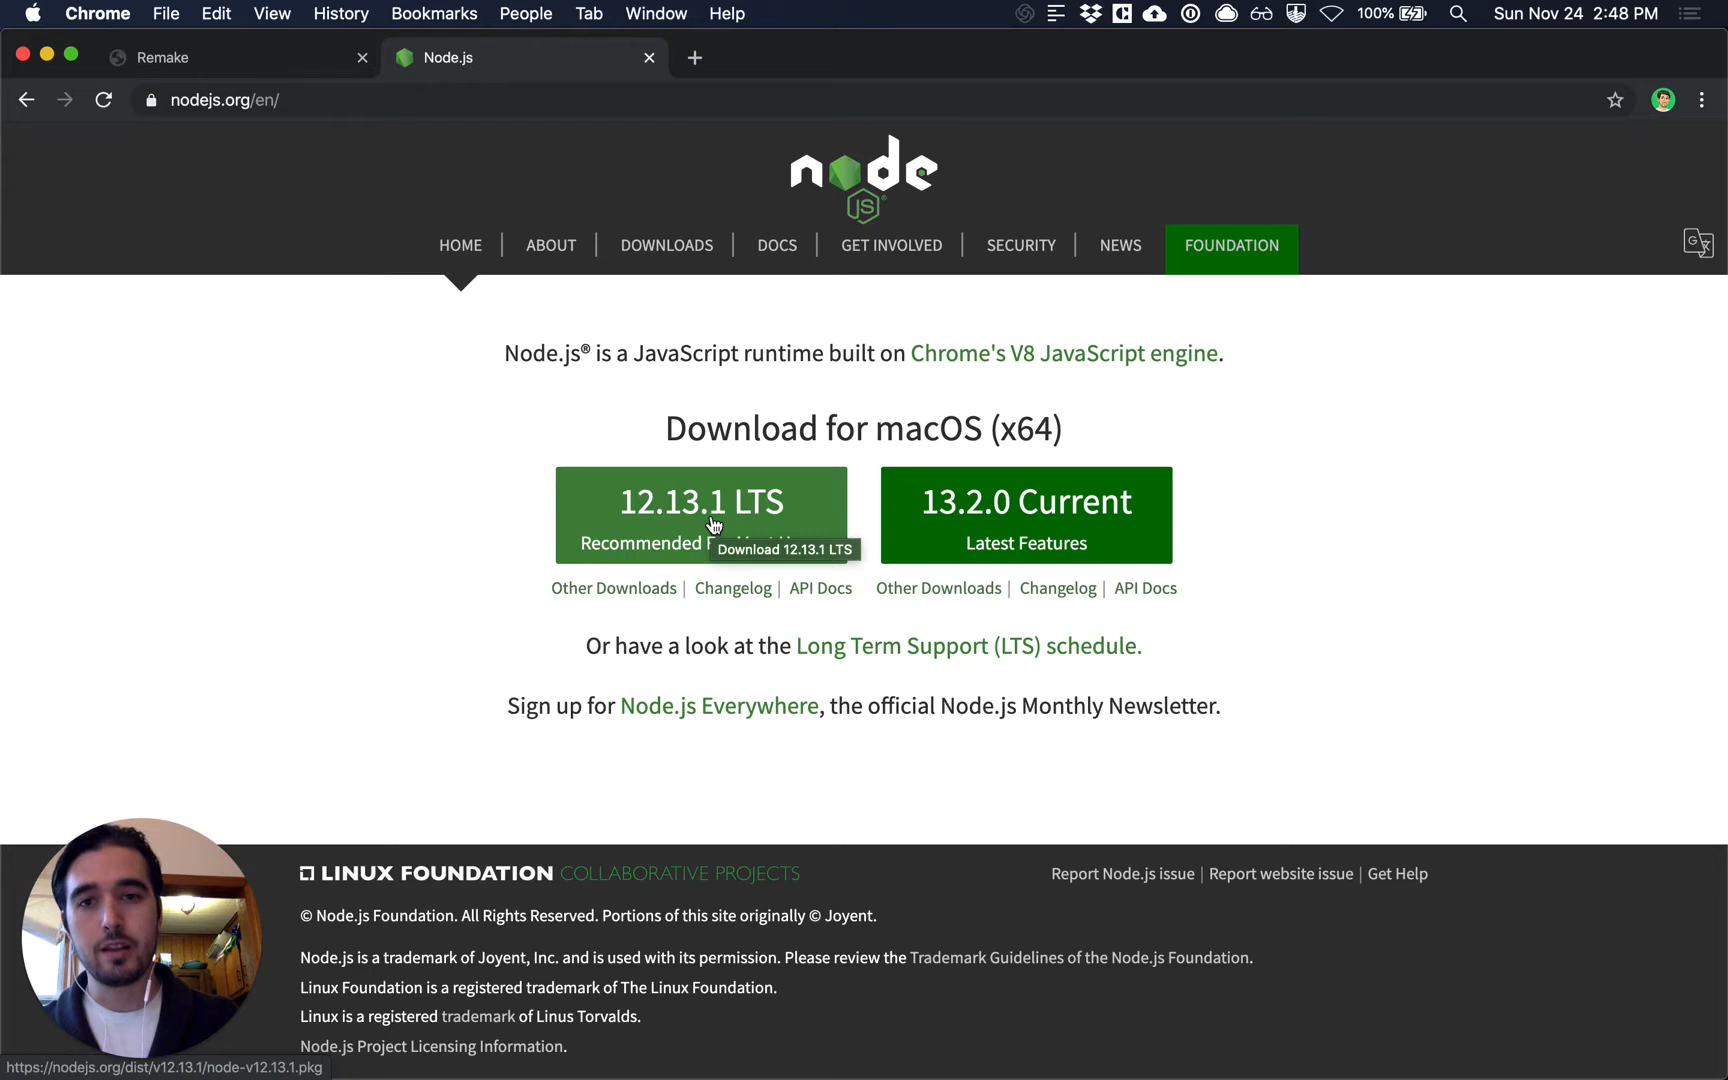 Chrome File Edit View History Bookmarks People Tab Window Help 100% Sun Nov 24 2:48 PM
Remake Node.js
nodejs.org/en/
node
JS
HOME ABOUT DOWNLOADS DOCS GET INVOLVED SECURITY NEWS FOUNDATION
Node.js® is a JavaScript runtime built on Chrome's V8 JavaScript engine.
Download for macOS (x64)
12.13.1 LTS 13.2.0 Current
Recommended Latest Features
Download 12.13.1 LTS
Other Downloads | Changelog | API Docs Other Downloads | Changelog | API Docs
Or have a look at the Long Term Support (LTS) schedule.
Sign up for Node.js Everywhere, the official Node.js Monthly Newsletter.
LINUX FOUNDATION COLLABORATIVE PROJECTS Report Node.js issue | Report website issue | Get Help
© Node.js Foundation. All Rights Reserved. Portions of this site originally © Joyent.
Node.js is a trademark of Joyent, Inc. and is used with its permission. Please review the Trademark Guidelines of the Node.js Foundation.
Linux Foundation is a registered trademark of The Linux Foundation.
Linux is a registered trademark of Linus Torvalds.
Node.js Project Licensing Information.
https://nodejs.org/dist/v12.13.1/node-v12.13.1.pkg